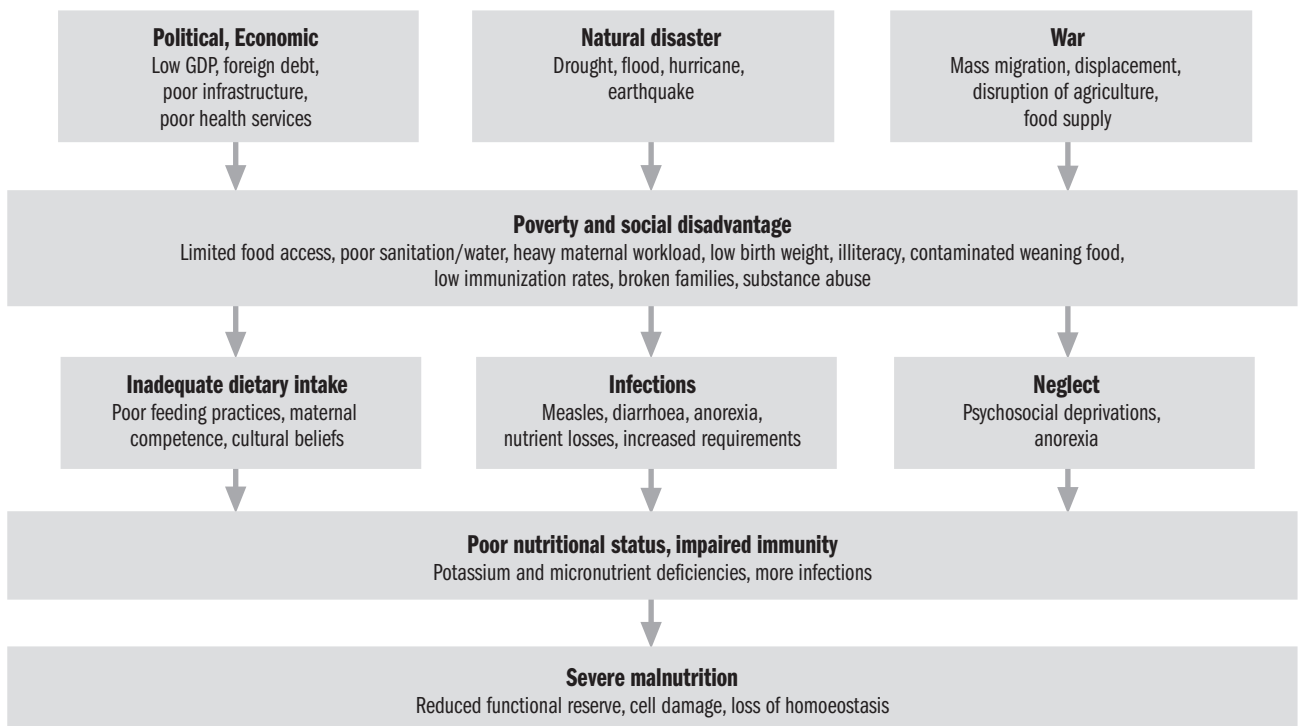 Political, Economic
Low GDP, foreign debt,
poor infrastructure,
poor health services
Natural disaster
Drought, flood, hurricane,
earthquake
War
Mass migration, displacement,
disruption of agriculture,
food supply
Poverty and social disadvantage
Limited food access, poor sanitation/water, heavy maternal workload, low birth weight, illiteracy, contaminated weaning food,
low immunization rates, broken families, substance abuse
Inadequate dietary intake
Poor feeding practices, maternal
competence, cultural beliefs
Infections
Measles, diarrhoea, anorexia,
nutrient losses, increased requirements
Neglect
Psychosocial deprivations,
anorexia
Poor nutritional status, impaired immunity
Potassium and micronutrient deficiencies, more infections
Severe malnutrition
Reduced functional reserve, cell damage, loss of homoeostasis